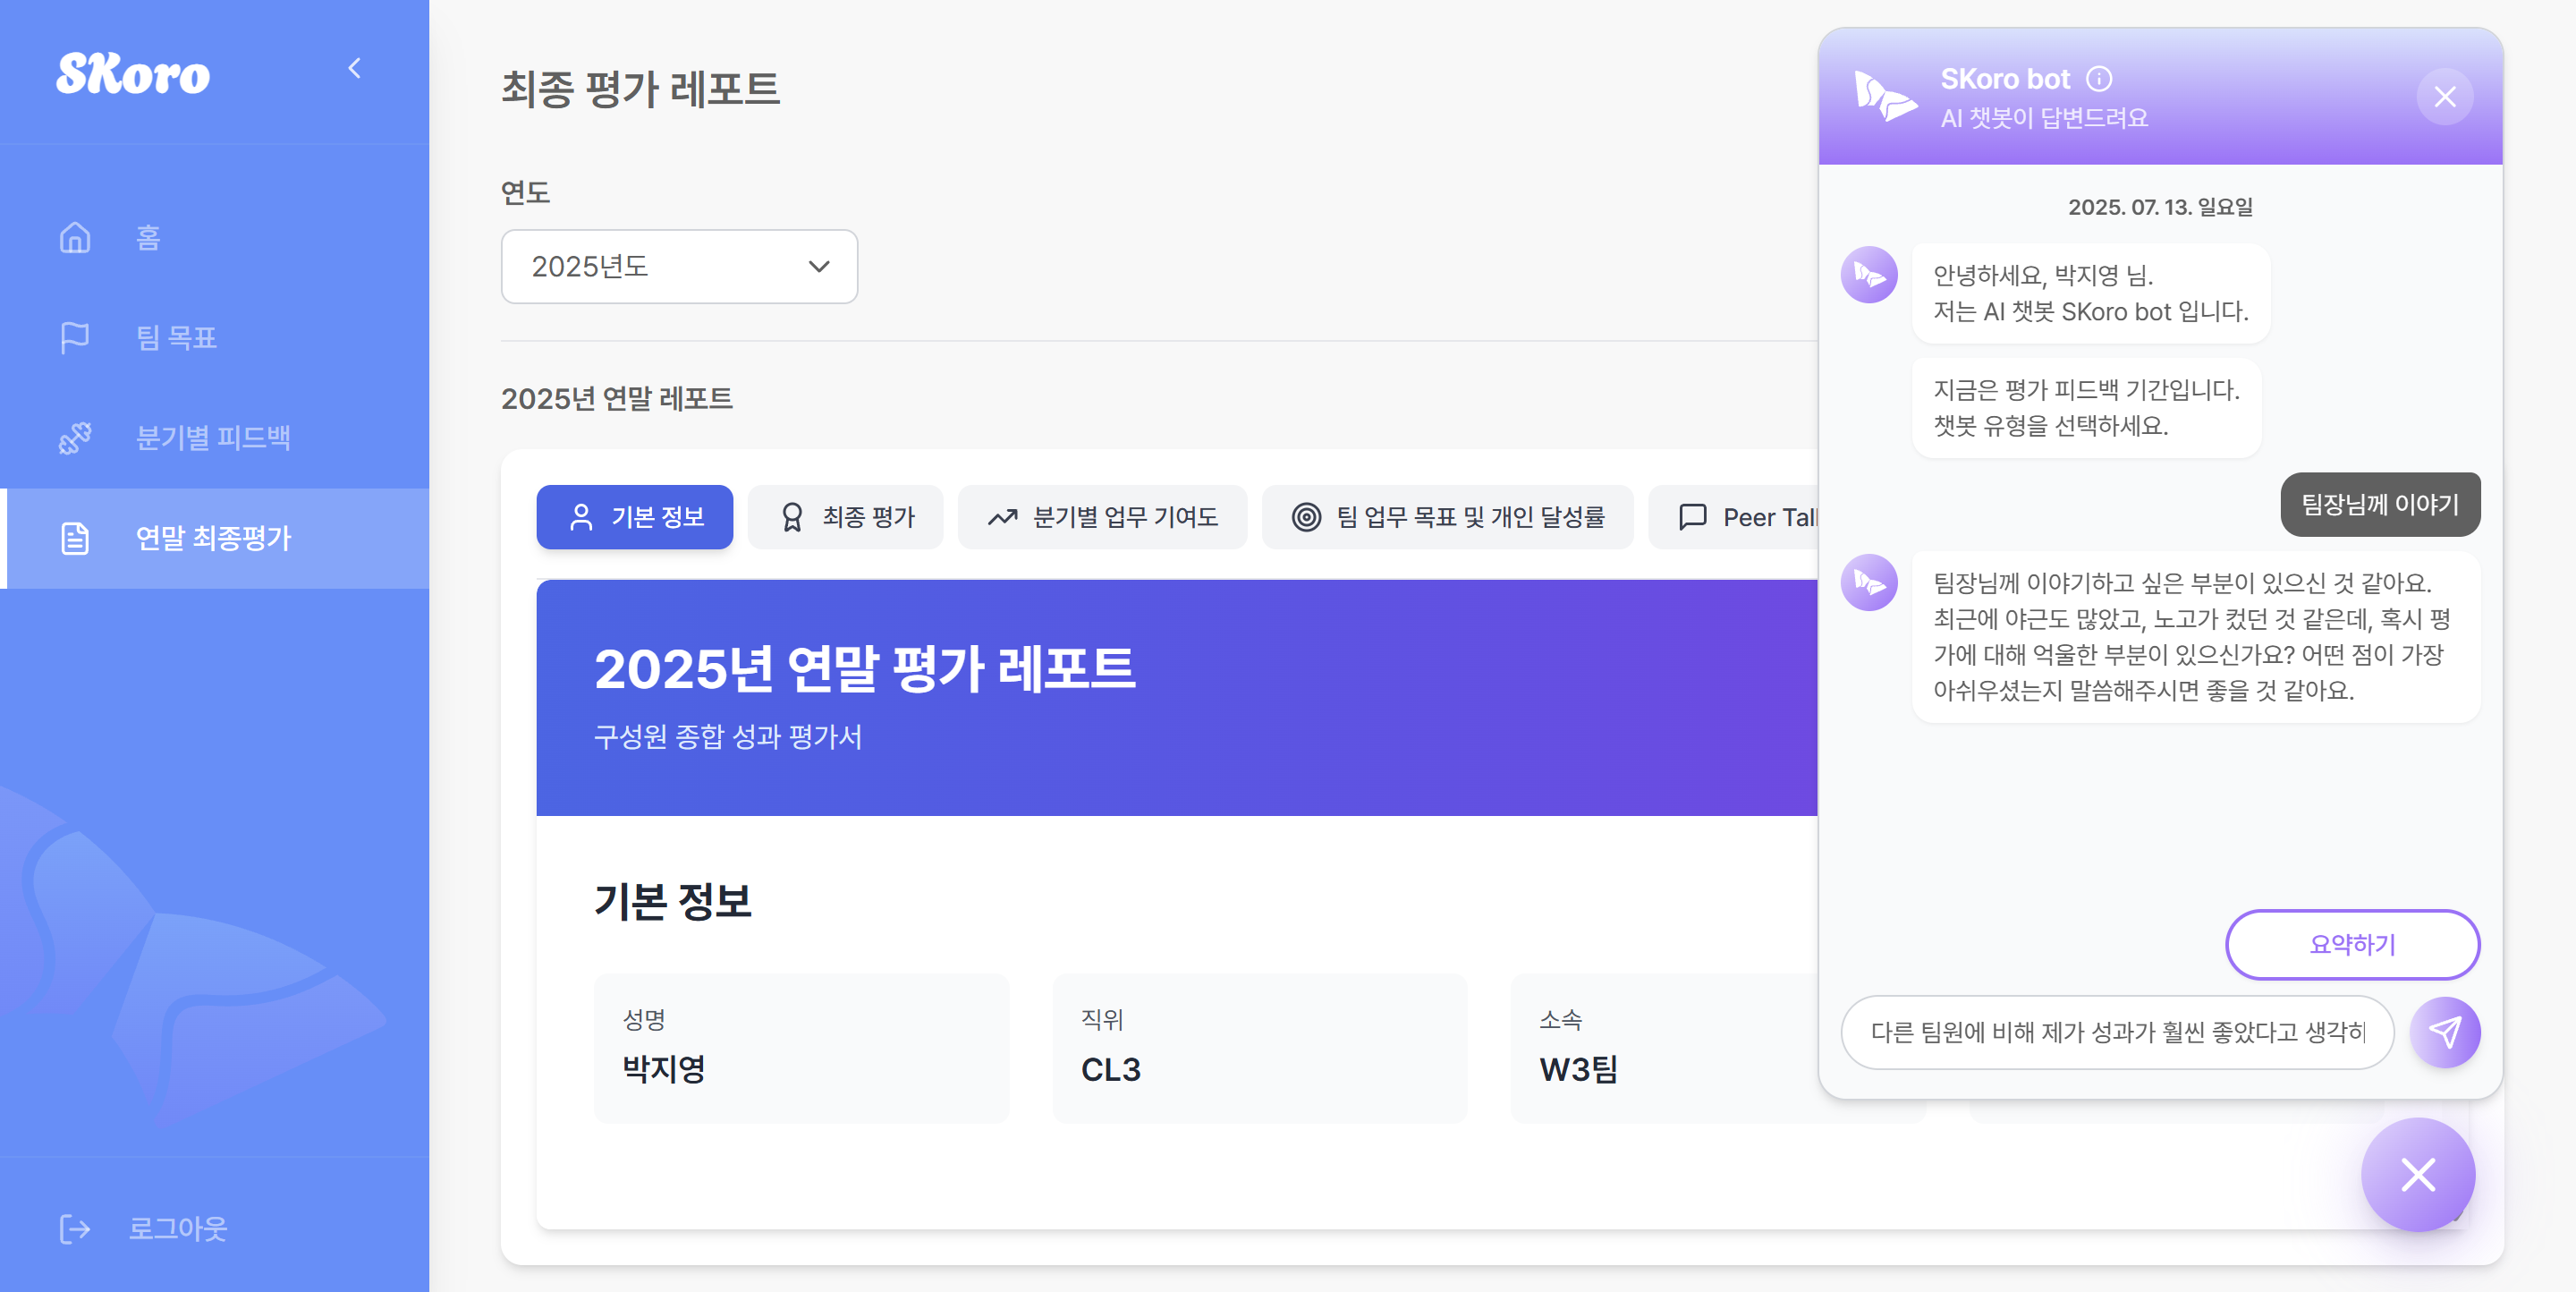 SKoro
홈
팀 목표
분기별 피드백
연말 최종평가
로그아웃
최종 평가 레포트
연도
2025년도
2025년 연말 레포트
기본 정보
최종 평가
분기별 업무 기여도
팀 업무 목표 및 개인 달성률
Peer Tal
2025년 연말 평가 레포트
구성원 종합 성과 평가서
기본 정보
성명
박지영
직위
CL3
소속
W3팀
SKoro bot
AI 챗봇이 답변드려요
2025. 07. 13. 일요일
안녕하세요, 박지영 님.
저는 AI 챗봇 SKoro bot 입니다.
지금은 평가 피드백 기간입니다.
챗봇 유형을 선택하세요.
팀장님께 이야기
팀장님께 이야기하고 싶은 부분이 있으신 것 같아요.
최근에 야근도 많았고, 노고가 컸던 것 같은데, 혹시 평
가에 대해 억울한 부분이 있으신가요? 어떤 점이 가장
아쉬우셨는지 말씀해주시면 좋을 것 같아요.
요약하기
다른 팀원에 비해 제가 성과가 훨씬 좋았다고 생각